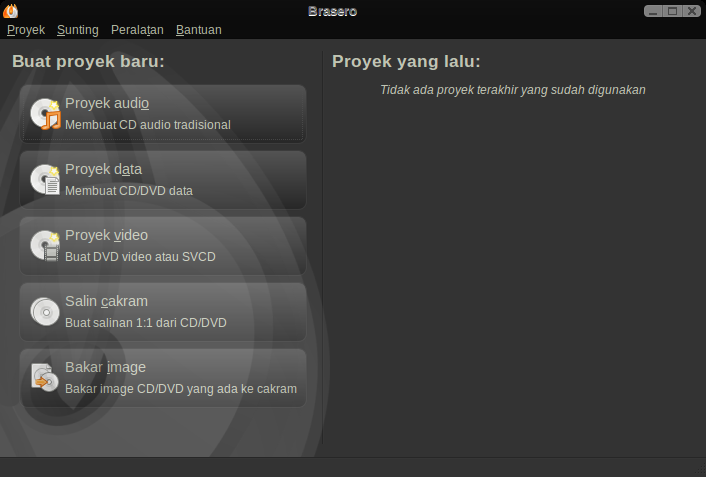 Brasero
Proyek Sunting Peralatan Bantuan
Buat proyek baru:
Proyek audio
Membuat CD audio tradisional
Proyek data
Membuat CD/DVD data
Proyek video
Buat DVD video atau SVCD
Salin cakram
Buat salinan 1:1 dari CD/DVD
Bakar image
Bakar image CD/DVD yang ada ke cakram
Proyek yang lalu:
Tidak ada proyek terakhir yang sudah digunakan